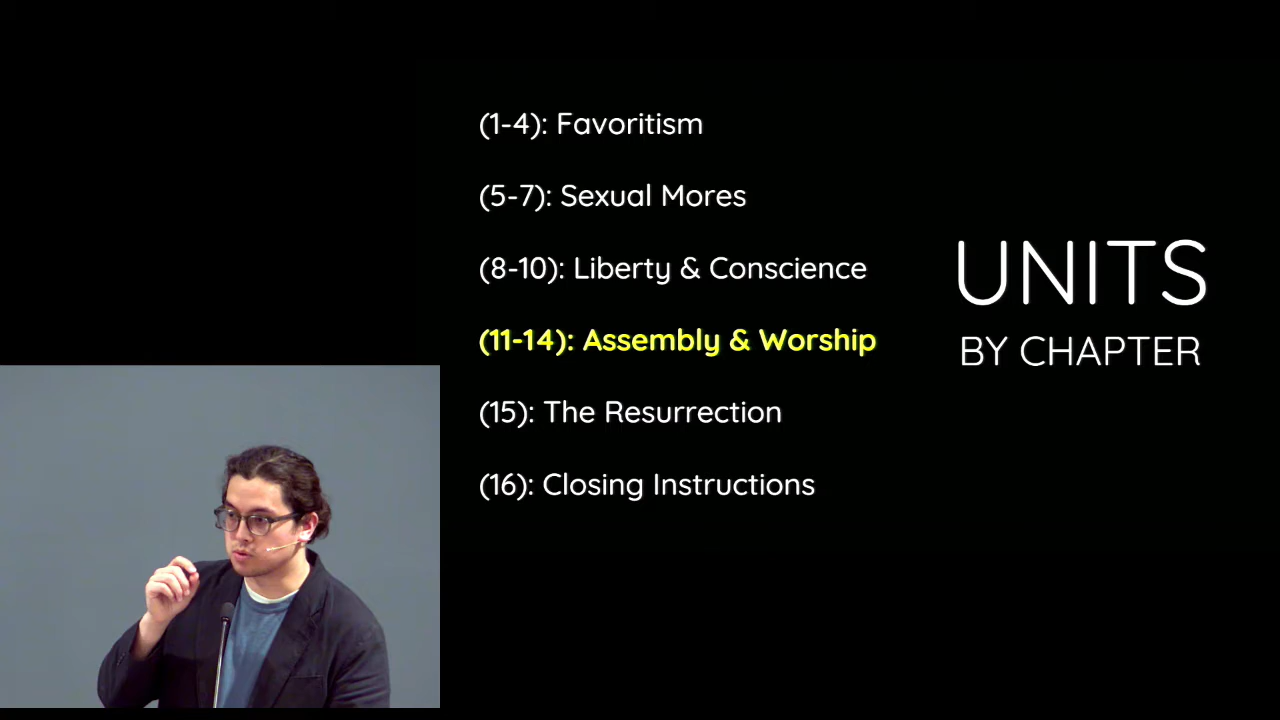 (1-4): Favoritism
(5-7): Sexual Mores
(8-10): Liberty & Conscience
(11-14): Assembly & Worship
(15): The Resurrection
(16): Closing Instructions
UNITS
BY CHAPTER